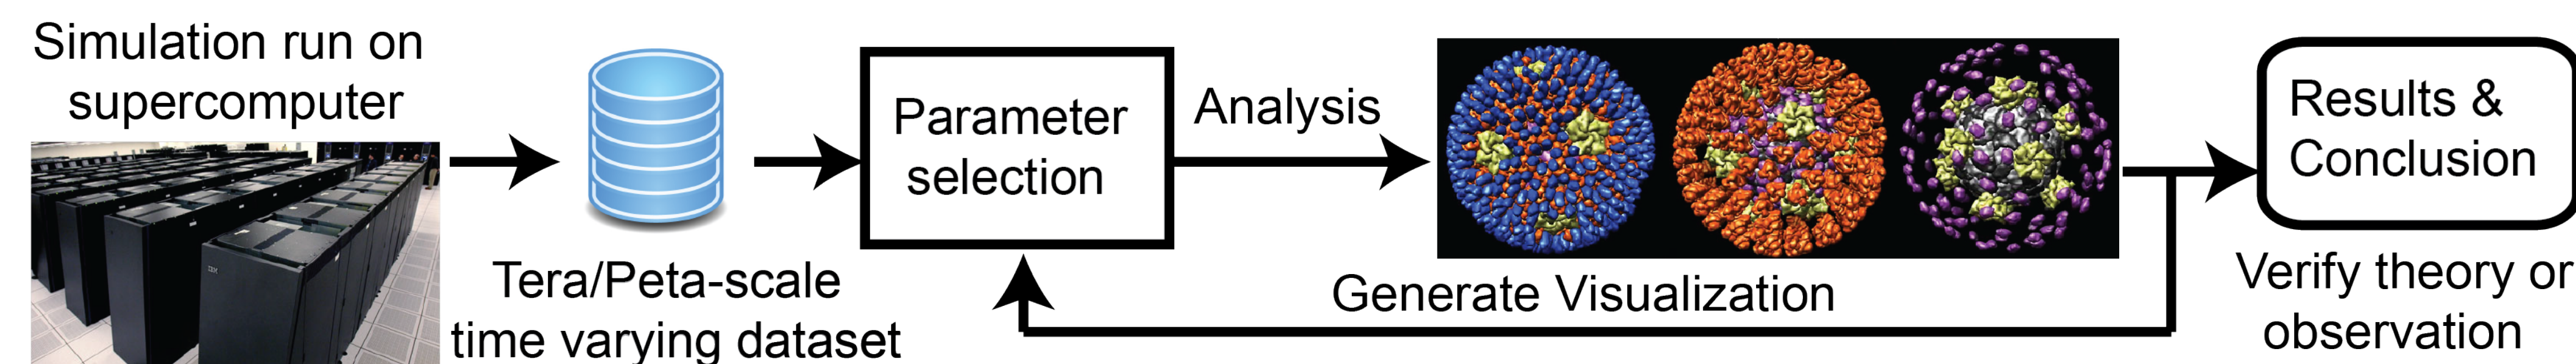 Simulation run on
supercomputer
Tera/Peta-scale
time varying dataset
Parameter
selection
Analysis
Generate Visualization
Results &
Conclusion
Verify theory or
observation
IBM